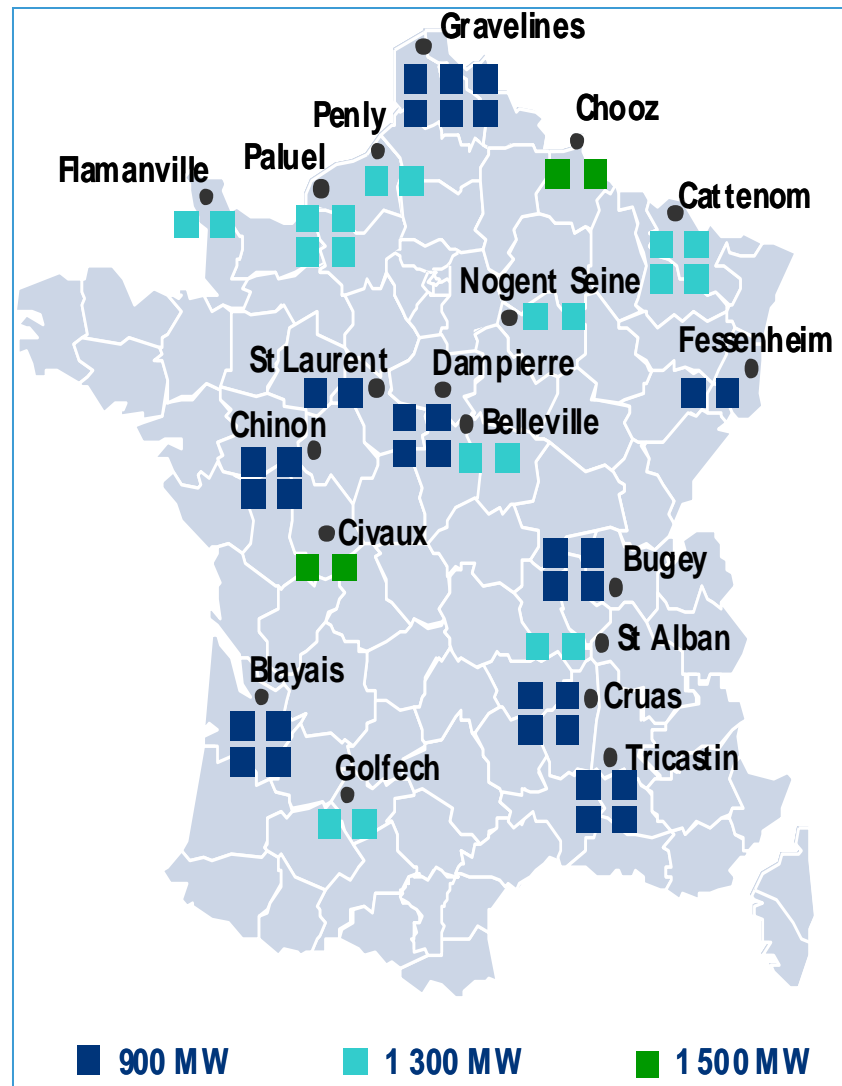 Gravelines
Chooz
Penly
Paluel
Flamanville
Cattenom
Nogent Seine
Fessenheim
St Laurent
Dampierre
Belleville
Chinon
Civaux
Bugey
St Alban
Blayais
Cruas
Tricastin
Golfech
900 MW
1 300 MW
1 500 MW